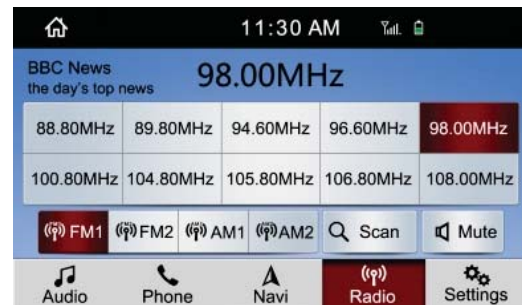 11:30 AM
BBC News
the day's top news
98.00MHz
88.80MHz 89.80MHz 94.60MHz 96.60MHz 98.00MHz
100.80MHz 104.80MHz 105.80MHz 106.80MHz 108.00MHz
FM1 FM2 AM1 AM2 Scan Mute
Audio Phone Navi Radio Settings